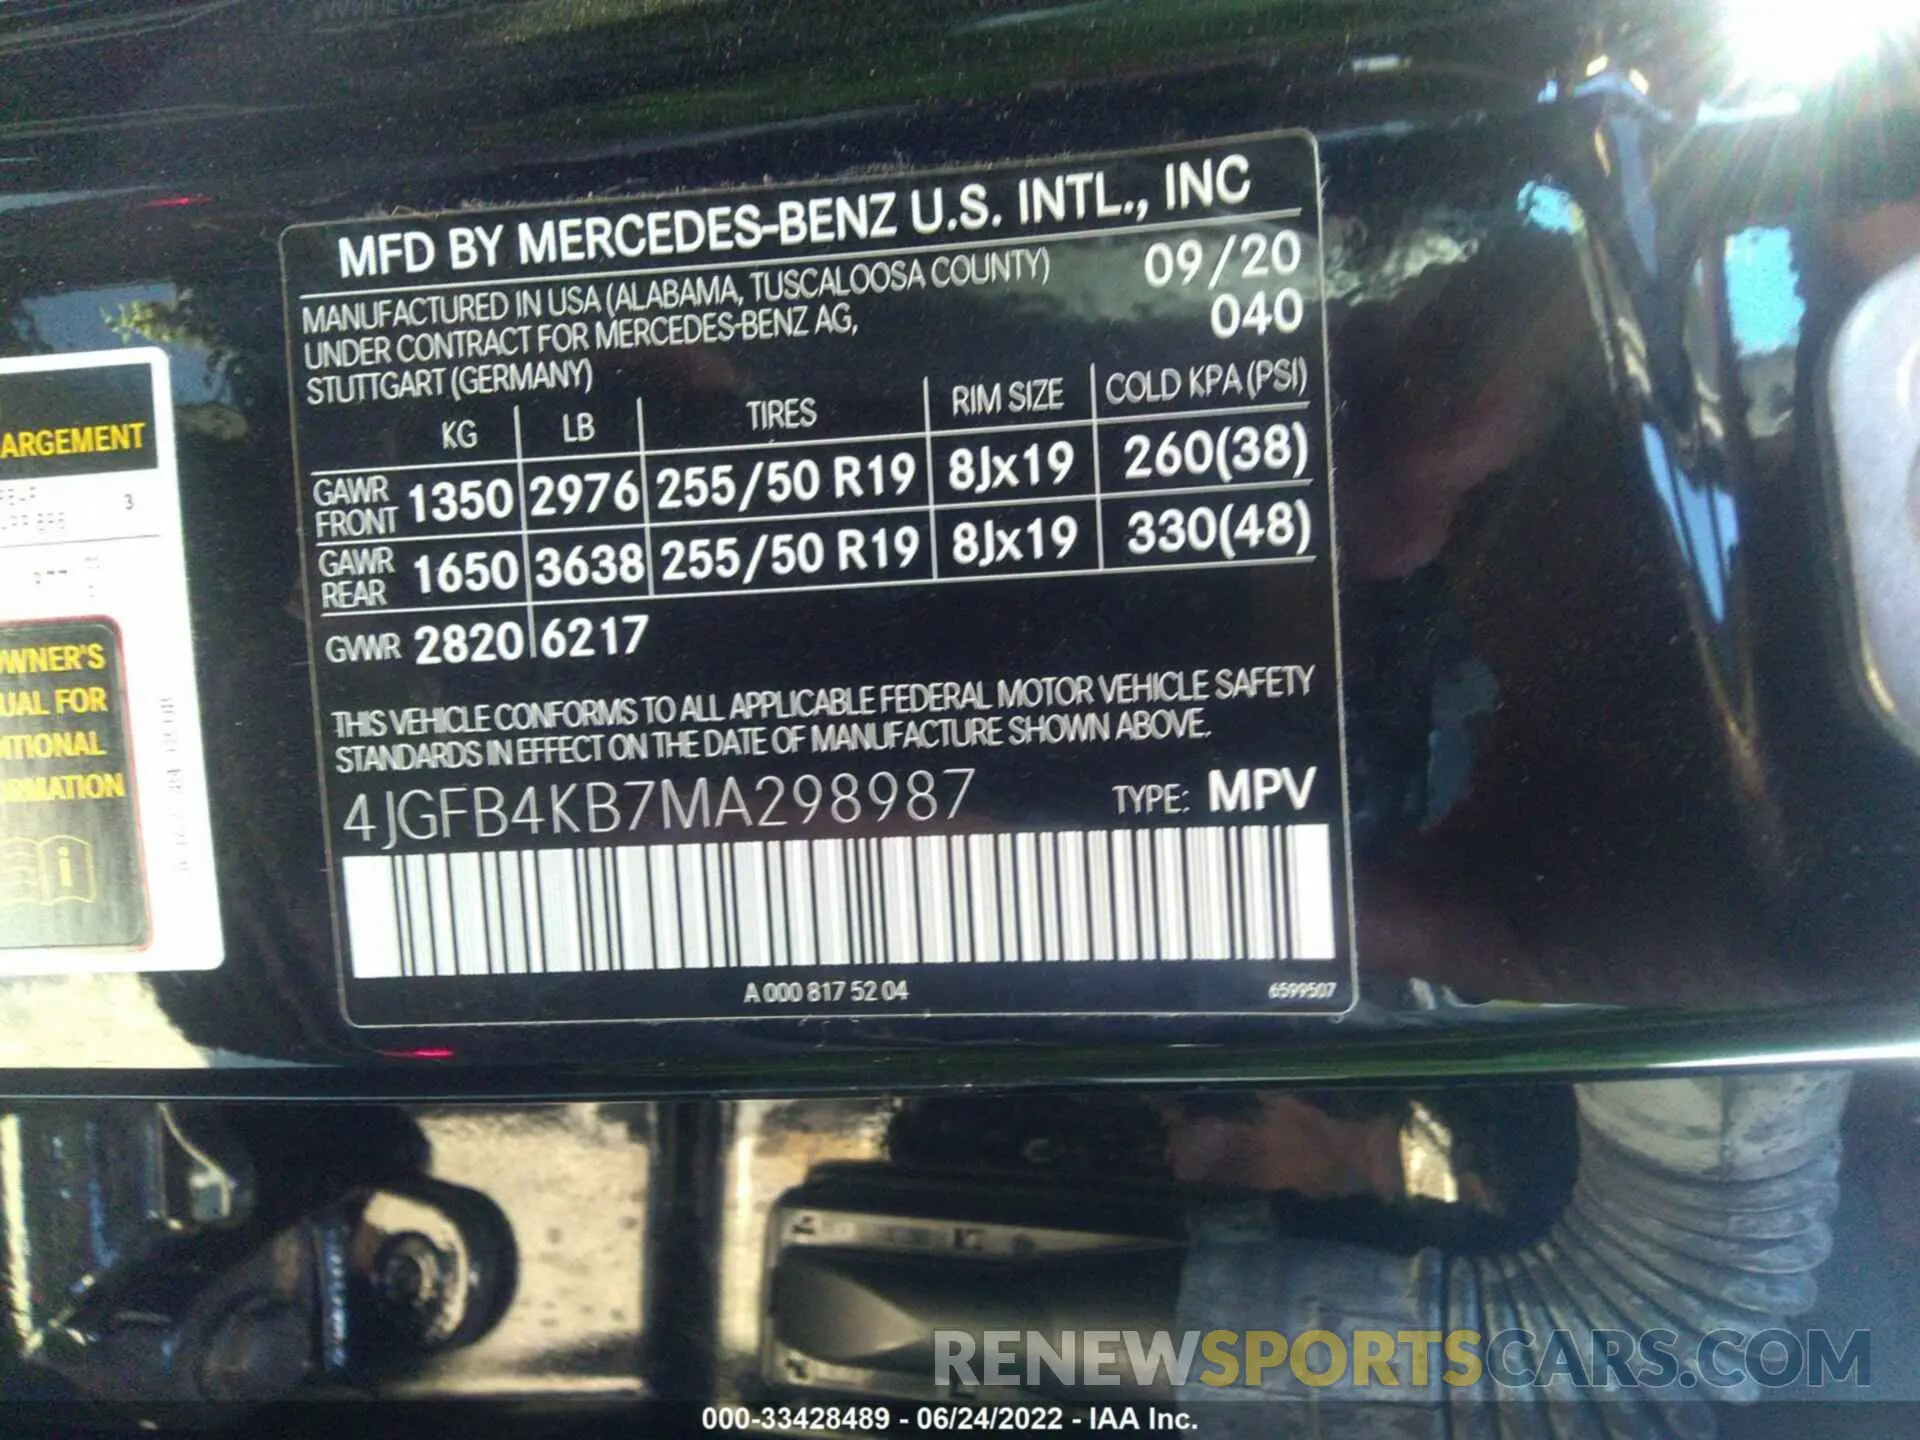 MFD BY MERCEDES-BENZ U.S. INTL., INC
MANUFACTURED IN USA (ALABAMA, TUSCALOOSA COUNTY)
UNDER CONTRACT FOR MERCEDES-BENZ AG,
STUTTGART (GERMANY)
09/20
040
KG LB TIRES RIM SIZE COLD KPA (PSI)
GAWR FRONT 1350 2976 255/50 R19 8Jx19 260(38)
GAWR REAR 1650 3638 255/50 R19 8Jx19 330(48)
GVWR 2820 6217
THIS VEHICLE CONFORMS TO ALL APPLICABLE FEDERAL MOTOR VEHICLE SAFETY
STANDARDS IN EFFECT ON THE DATE OF MANUFACTURE SHOWN ABOVE.
4JGFB4KB7MA298987 TYPE: MPV
A 000 817 52 04 6599507
ARGEMENT
3
OWNER'S
UAL FOR
ITIONAL
ORMATION
i
RENEWSPORTSCARS.COM
000-33428489 - 06/24/2022 - IAA Inc.